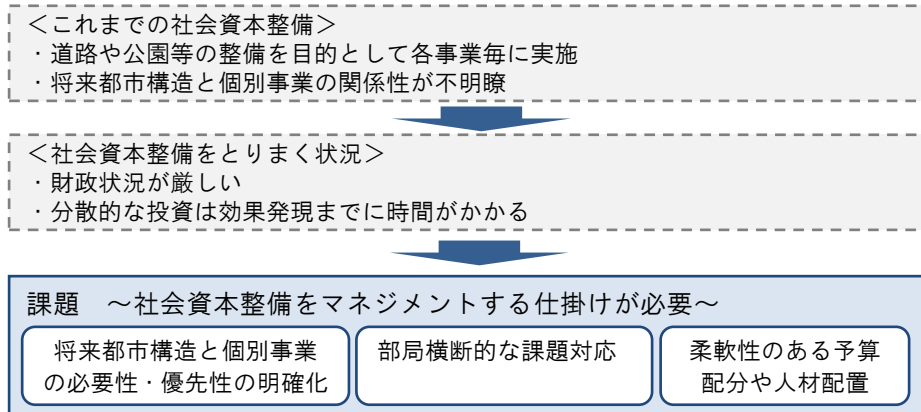 ＜これまでの社会資本整備＞
・道路や公園等の整備を目的として各事業毎に実施
・将来都市構造と個別事業の関係性が不明瞭
＜社会資本整備をとりまく状況＞
・財政状況が厳しい
・分散的な投資は効果発現までに時間がかかる
課題　～社会資本整備をマネジメントする仕掛けが必要～
将来都市構造と個別事業
の必要性・優先性の明確化
部局横断的な課題対応
柔軟性のある予算
配分や人材配置